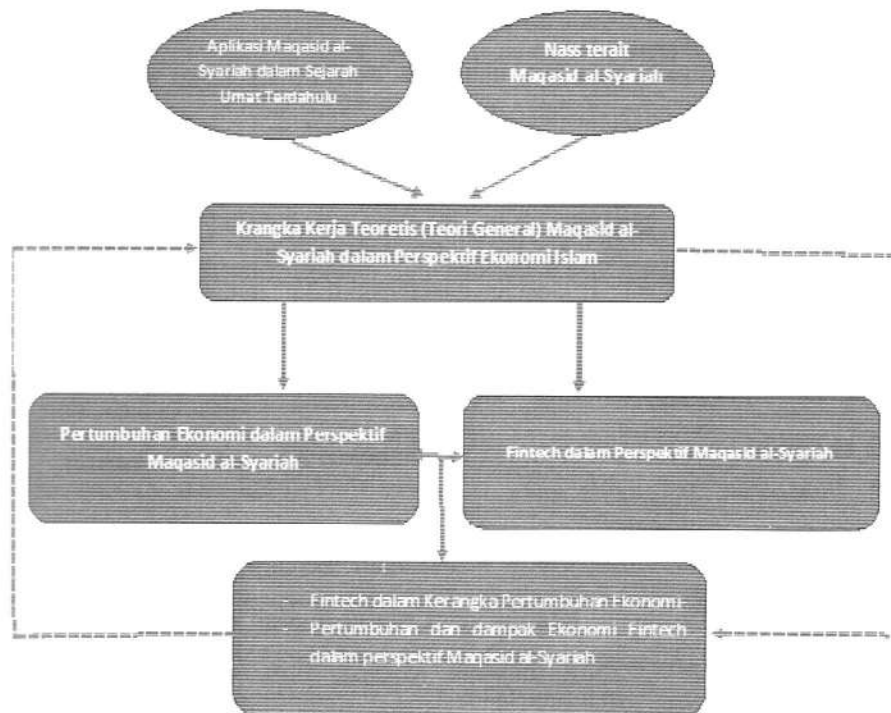 Aplikasi Maqasid al-
Syariah dalam Sejarah
Umat Terdahulu
Nass terait
Maqasid al Syariah
Krangka Kerja Teoretis (Teori General) Maqasid al-
Syariah dalam Perspektif Ekonomi Islam
Pertumbuhan Ekonomi dalam Perspektif
Maqasid al-Syariah
Fintech dalam Perspektif Maqasid al-Syariah
- Fintech dalam Kerangka Pertumbuhan Ekonomi
- Pertumbuhan dan dampak Ekonomi Fintech
dalam perspektif Maqasid al-Syariah